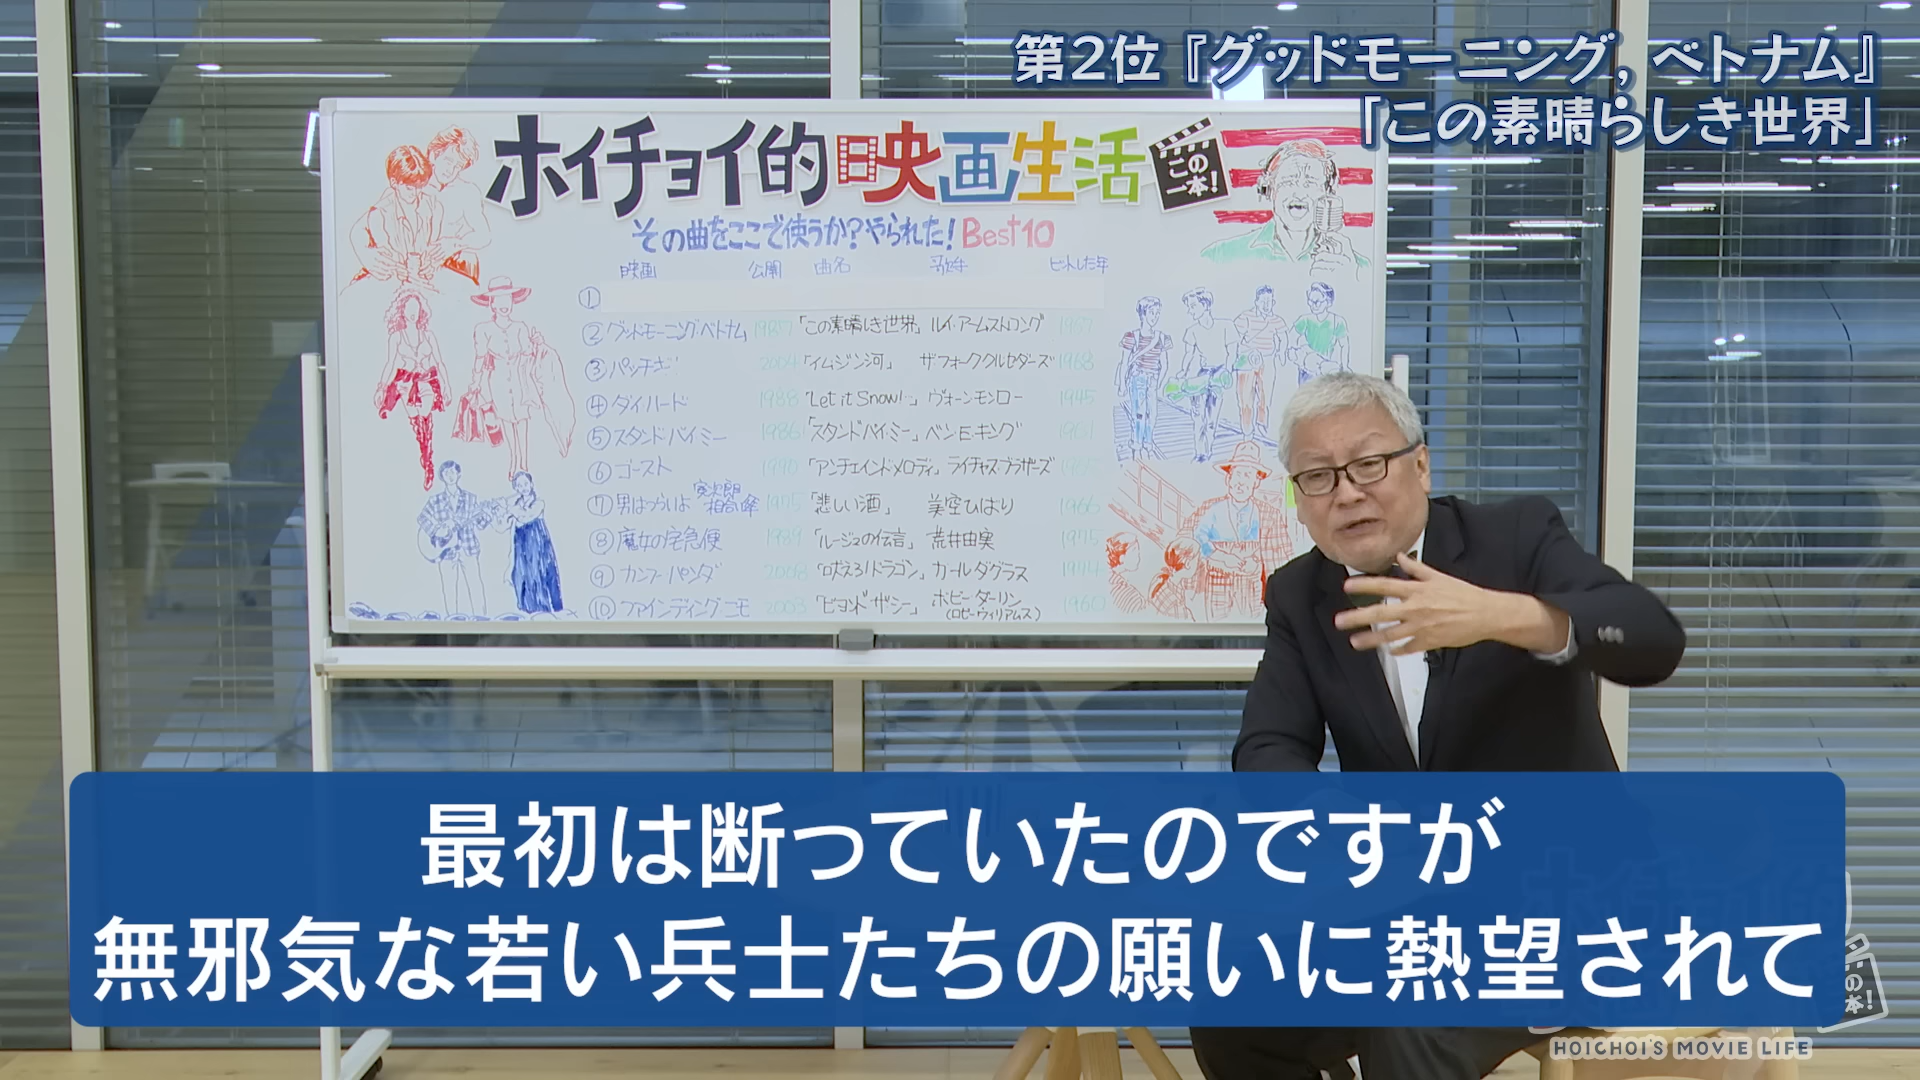 第2位『グッドモーニング, ベトナム』
「この素晴らしき世界」
ホイチョイ的映画生活
この一本!
その曲をここで使うか?やられた! Best 10
映画 公開 曲名 歌手 ヒットした年
①
② グッドモーニングベトナム 1987 「この素晴しき世界」 ルイ・アームストロング 1967
③ パッチギ 2004 「イムジン河」 ザ・フォーククルセダーズ 1968
④ ダイハード 1988 「Let it Snow!…」 ヴォーンモンロー 1945
⑤ スタンドバイミー 1986 「スタンドバイミー」 ベンEキング 1961
⑥ ゴースト 1990 「アンチェインドメロディ」 ライチャスブラザーズ
⑦ 男はつらいよ 寅次郎相合い傘 1975 「悲しい酒」 美空ひばり 1966
⑧ 魔女の宅急便 1989 「ルージュの伝言」 荒井由実 1975
⑨ カンフーパンダ 2008 「吠えろ!ドラゴン」 カールダグラス 1974
⑩ ファインディングニモ 2003 「ビヨンド・ザ・シー」 ボビーダーリン 1960
(ロビーウィリアムス)
最初は断っていたのですが
無邪気な若い兵士たちの願いに熱望されて
HOICHOI'S MOVIE LIFE